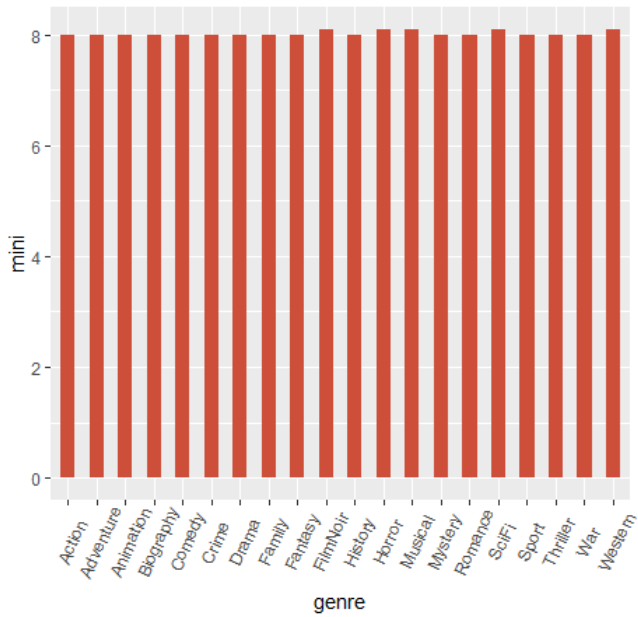 8
6
4
2
0
mini
Action
Adventure
Animation
Biography
Comedy
Crime
Drama
Family
Fantasy
FilmNoir
History
Horror
Musical
Mystery
Romance
SciFi
Sport
Thriller
War
Western
genre